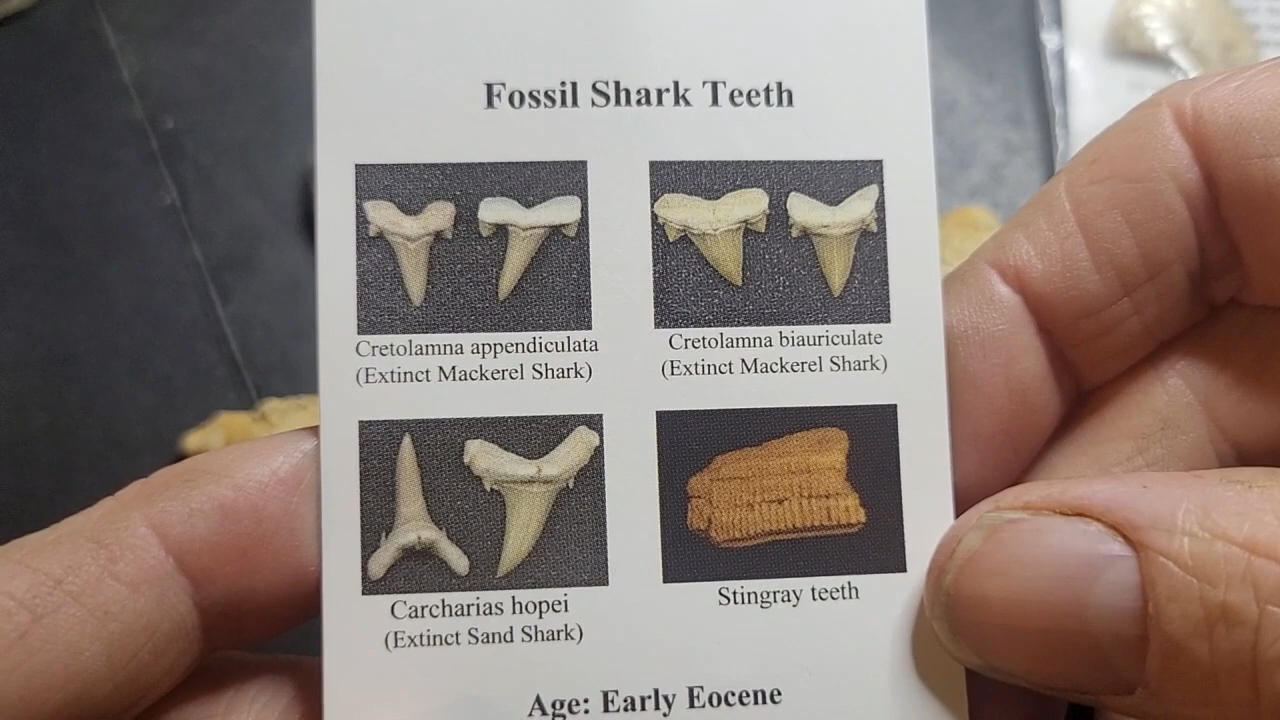 Fossil Shark Teeth
Cretolamna appendiculata
(Extinct Mackerel Shark)
Cretolamna biauriculate
(Extinct Mackerel Shark)
Carcharias hopei
(Extinct Sand Shark)
Stingray teeth
Age: Early Eocene